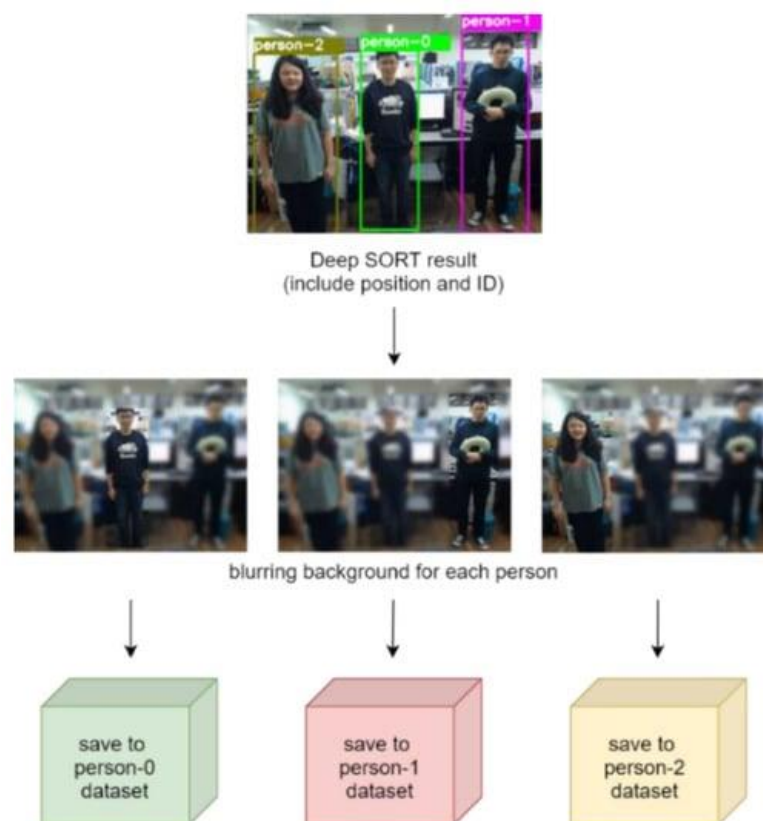 person-2
person-0
person-1
Deep SORT result
(include position and ID)
blurring background for each person
save to
person-0
dataset
save to
person-1
dataset
save to
person-2
dataset